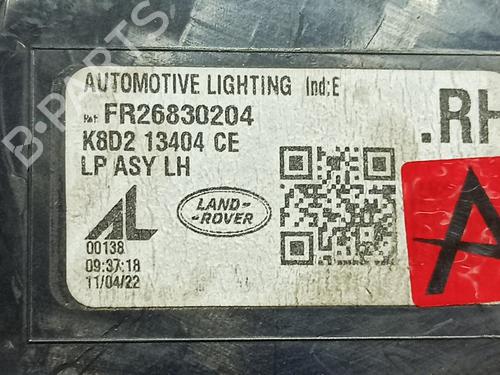 AUTOMOTIVE LIGHTING Ind:E
Ref FR26830204
K8D2 13404 CE
LP ASY LH
.RH
AL
LAND-
ROVER
00138
09:37:18
11/04/22
A
B-PARTS